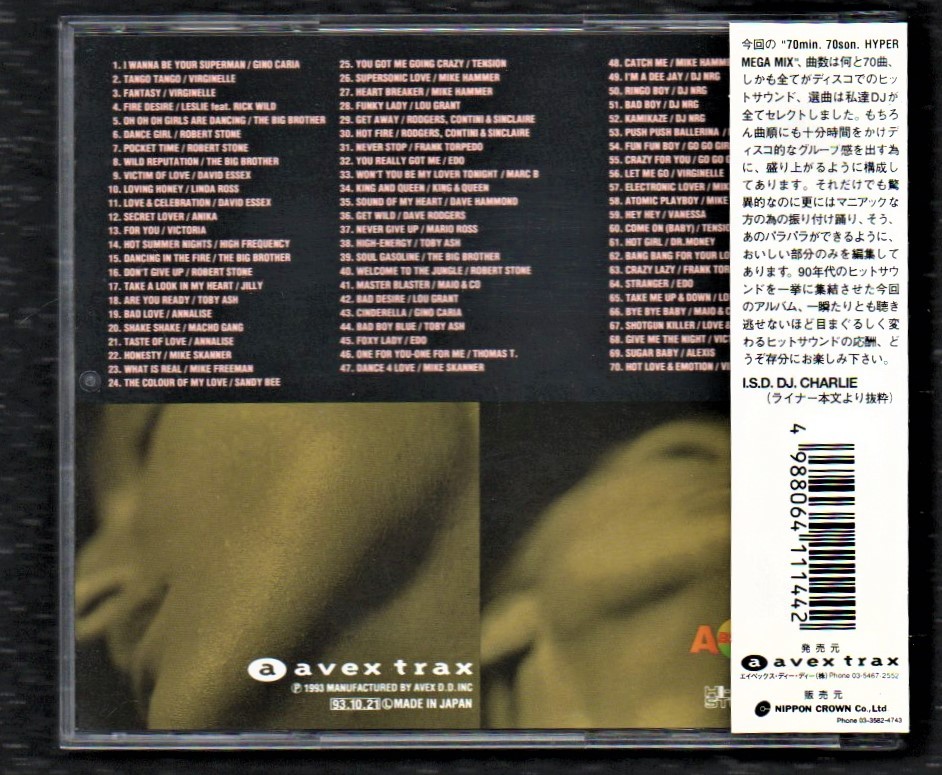 1. I WANNA BE YOUR SUPERMAN / GINO CARIA
2. TANGO TANGO / VIRGINELLE
3. FANTASY / VIRGINELLE
4. FIRE DESIRE / LESLIE feat. RICK WILD
5. OH OH OH GIRLS ARE DANCING / THE BIG BROTHER
6. DANCE GIRL / ROBERT STONE
7. POCKET TIME / ROBERT STONE
8. WILD REPUTATION / THE BIG BROTHER
9. VICTIM OF LOVE / DAVID ESSEX
10. LOVING HONEY / LINDA ROSS
11. LOVE & CELEBRATION / DAVID ESSEX
12. SECRET LOVER / ANIKA
13. FOR YOU / VICTORIA
14. HOT SUMMER NIGHTS / HIGH FREQUENCY
15. DANCING IN THE FIRE / THE BIG BROTHER
16. DON'T GIVE UP / ROBERT STONE
17. TAKE A LOOK IN MY HEART / JILLY
18. ARE YOU READY / TOBY ASH
19. BAD LOVE / ANNALISE
20. SHAKE SHAKE / MACHO GANG
21. TASTE OF LOVE / ANNALISE
22. HONESTY / MIKE SKANNER
23. WHAT IS REAL / MIKE FREEMAN
24. THE COLOUR OF MY LOVE / SANDY BEE
25. YOU GOT ME GOING CRAZY / TENSION
26. SUPERSONIC LOVE / MIKE HAMMER
27. HEART BREAKER / MIKE HAMMER
28. FUNKY LADY / LOU GRANT
29. GET AWAY / RODGERS, CONTINI & SINCLAIRE
30. HOT FIRE / RODGERS, CONTINI & SINCLAIRE
31. NEVER STOP / FRANK TORPEDO
32. YOU REALLY GOT ME / EDO
33. WON'T YOU BE MY LOVER TONIGHT / MARC B
34. KING AND QUEEN / KING & QUEEN
35. SOUND OF MY HEART / DAVE HAMMOND
36. GET WILD / DAVE RODGERS
37. NEVER GIVE UP / MARIO ROSS
38. HIGH-ENERGY / TOBY ASH
39. SOUL GASOLINE / THE BIG BROTHER
40. WELCOME TO THE JUNGLE / ROBERT STONE
41. MASTER BLASTER / MAIO & CO
42. BAD DESIRE / LOU GRANT
43. CINDERELLA / GINO CARIA
44. BAD BOY BLUE / TOBY ASH
45. FOXY LADY / EDO
46. ONE FOR YOU-ONE FOR ME / THOMAS T.
47. DANCE 4 LOVE / MIKE SKANNER
48. CATCH ME / MIKE HAMM
49. I'M A DEE JAY / DJ NRG
50. RINGO BOY / DJ NRG
51. BAD BOY / DJ NRG
52. KAMIKAZE / DJ NRG
53. PUSH PUSH BALLERINA /
54. FUN FUN BOY / GO GO GIR
55. CRAZY FOR YOU / GO GO
56. LET ME GO / VIRGINELLE
57. ELECTRONIC LOVER / MIK
58. ATOMIC PLAYBOY / MIKE
59. HEY HEY / VANESSA
60. COME ON (BABY) / TENSIO
61. HOT GIRL / DR.MONEY
62. BANG BANG FOR YOUR LO
63. CRAZY LAZY / FRANK TOR
64. STRANGER / EDO
65. TAKE ME UP & DOWN / LO
66. BYE BYE BABY / MAIO &
67. SHOTGUN KILLER / LOVE &
68. GIVE ME THE NIGHT / VIC
69. SUGAR BABY / ALEXIS
70. HOT LOVE & EMOTION / VI
avex trax
Ⓟ 1993 MANUFACTURED BY AVEX D.D. INC
93.10.21 Ⓛ MADE IN JAPAN
今回の "70min. 70son. HYPER
MEGA MIX"、曲数は何と70曲、
しかも全てがディスコでのヒッ
トサウンド、選曲は私達DJが
全てセレクトしました。もちろ
ん曲順にも十分時間をかけデ
ィスコ的なグルーヴ感を出す為
に、盛り上がるように構成し
てあります。それだけでも驚
異的なのに更にはマニアックな
方の為の振り付け踊り、そう、
あのパラパラができるように、
おいしい部分のみを編集して
あります。90年代のヒットサウ
ンドを一挙に集結させた今回
のアルバム、一瞬たりとも聴き
逃せないほど目まぐるしく変
わるヒットサウンドの応酬、ど
うぞ存分にお楽しみ下さい。
I.S.D. DJ. CHARLIE
(ライナー本文より抜粋)
4 988064 111442
発売元
avex trax
エイベックス・ディー・ディー(株) Phone 03-5467-2552
販売元
NIPPON CROWN Co., Ltd
Phone 03-3582-4743